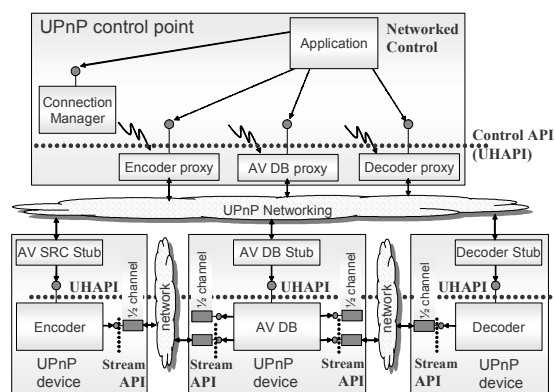 UPnP control point
Networked
Control
Application
Connection
Manager
Control API
(UHAPI)
Encoder proxy
AV DB proxy
Decoder proxy
UPnP Networking
AV SRC Stub
AV DB Stub
Decoder Stub
UHAPI
½ channel
network
½ channel
UHAPI
½ channel
network
½ channel
UHAPI
Encoder
AV DB
Decoder
UPnP
device
Stream
API
Stream
API
UPnP
device
Stream
API
Stream
API
UPnP
device